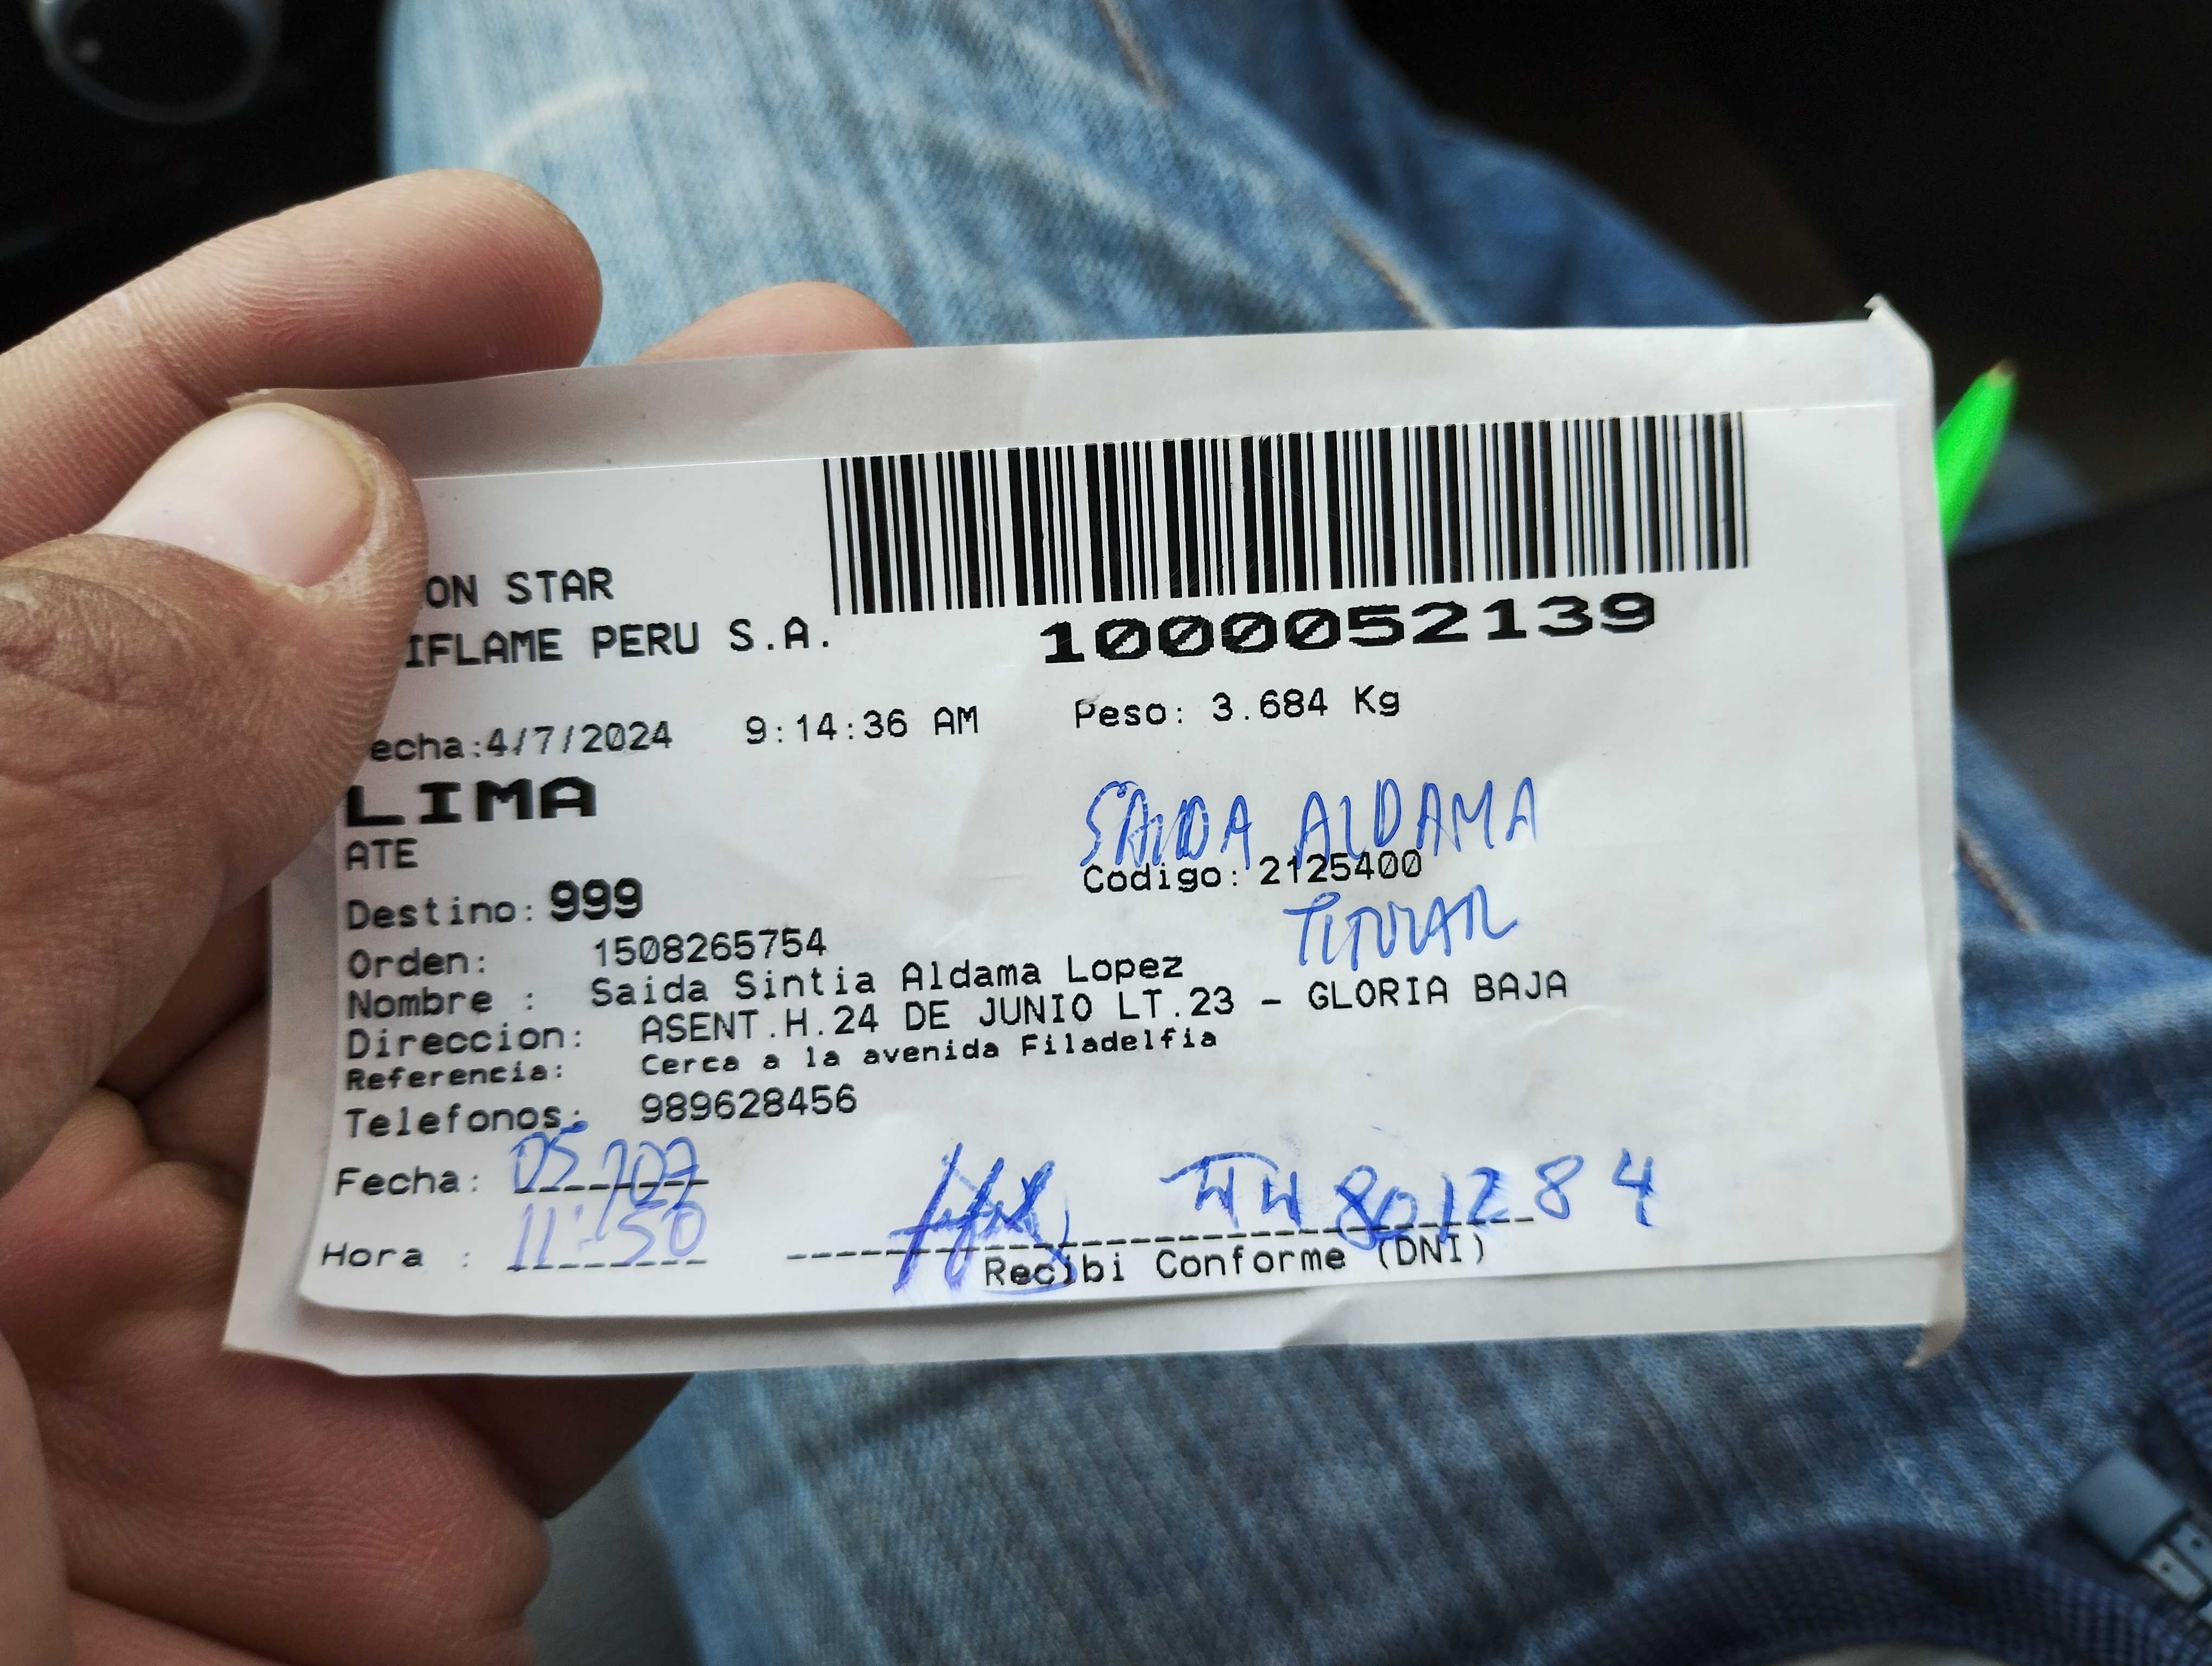 ON STAR
IFLAME PERU S.A.
1000052139
echa:4/7/2024 9:14:36 AM Peso: 3.684 Kg
LIMA
SAIDA ALDAMA
ATE
Codigo: 2125400
Destino: 999
TITULAR
Orden: 1508265754
Nombre : Saida Sintia Aldama Lopez
Direccion: ASENT.H.24 DE JUNIO LT.23 - GLORIA BAJA
Referencia: Cerca a la avenida Filadelfia
Telefonos: 989628456
Fecha: 05/07
Hora : 11:50
Recibi Conforme (DNI)